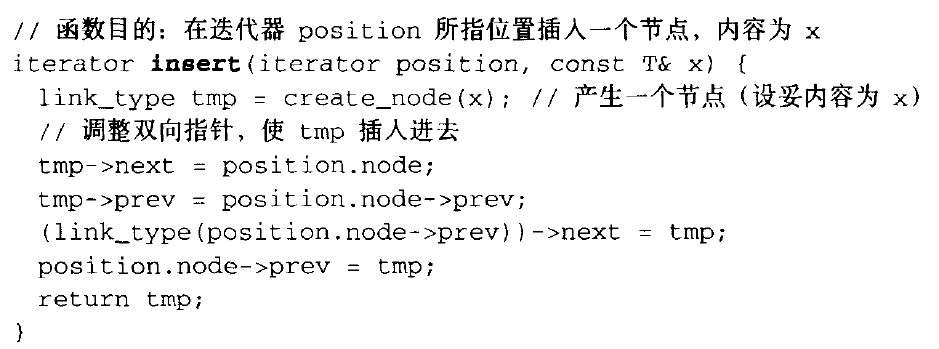 // 函数目的：在迭代器 position 所指位置插入一个节点，内容为 x
iterator insert(iterator position, const T& x) {
  link_type tmp = create_node(x); // 产生一个节点（设妥内容为 x）
  // 调整双向指针，使 tmp 插入进去
  tmp->next = position.node;
  tmp->prev = position.node->prev;
  (link_type(position.node->prev))->next = tmp;
  position.node->prev = tmp;
  return tmp;
}